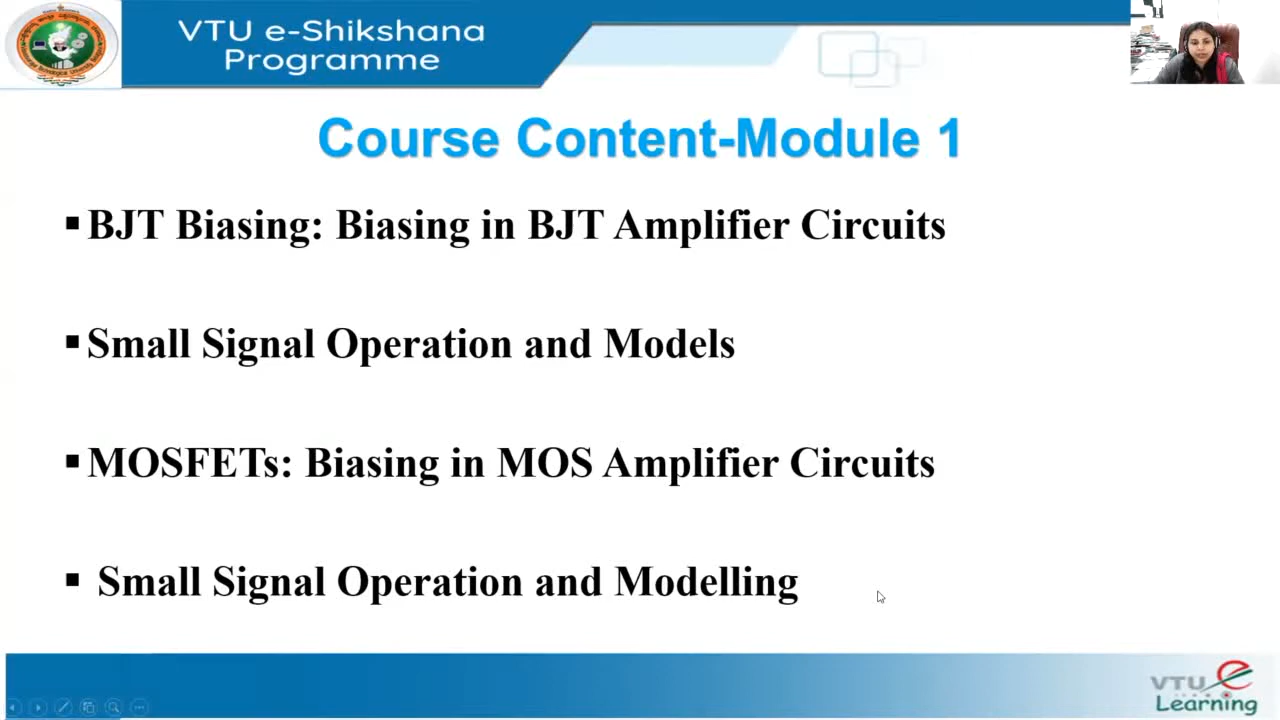 VTU e-Shikshana
Programme
Course Content-Module 1
▪BJT Biasing: Biasing in BJT Amplifier Circuits
▪Small Signal Operation and Models
▪MOSFETs: Biasing in MOS Amplifier Circuits
▪ Small Signal Operation and Modelling
VTU e
Learning